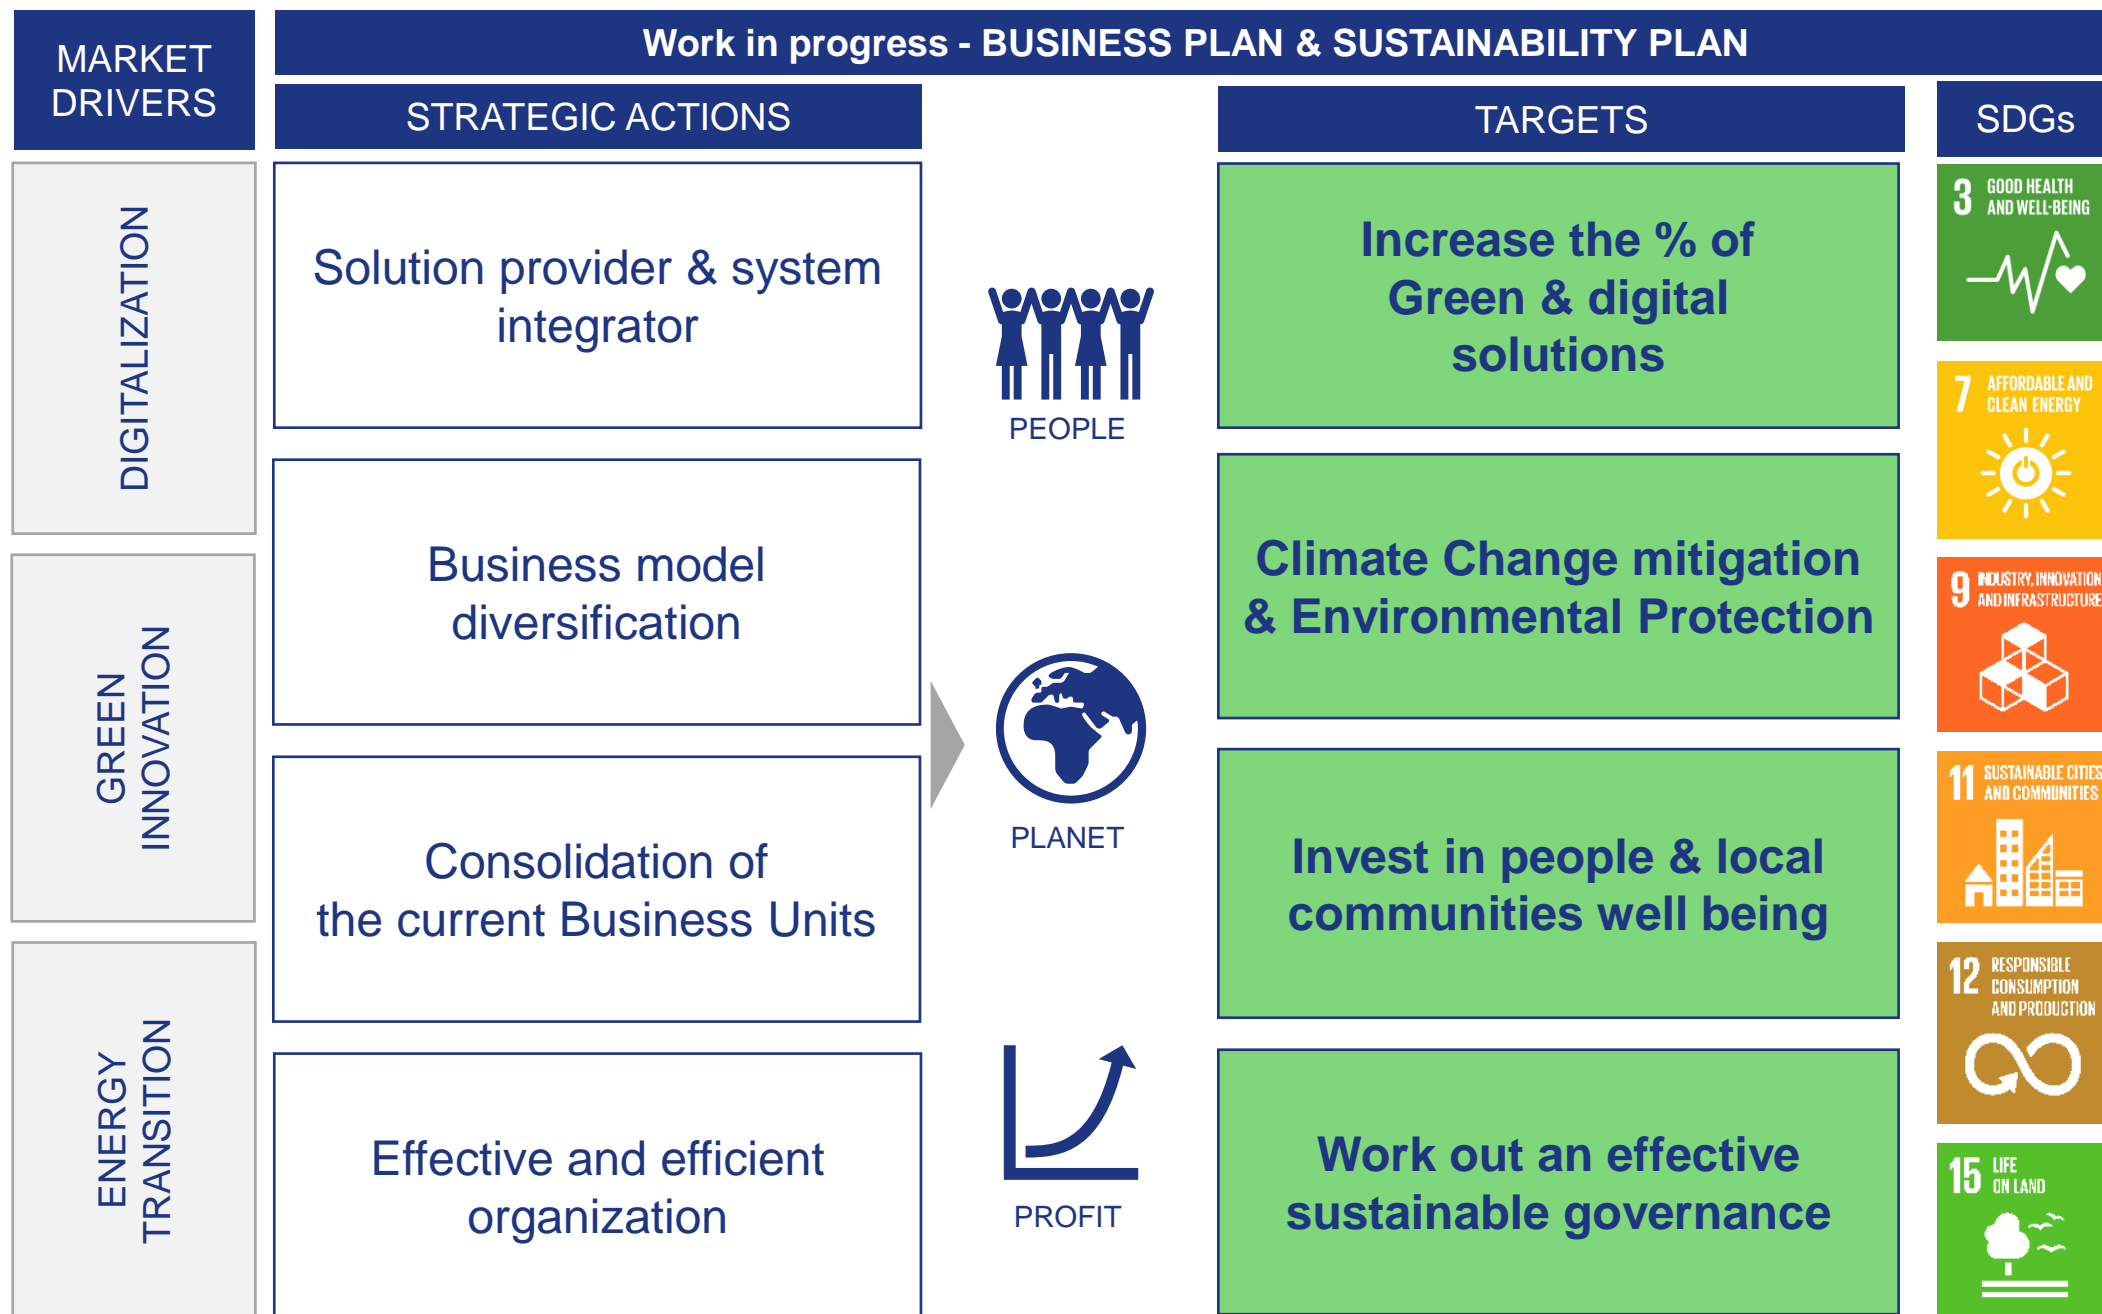 MARKET
DRIVERS
Work in progress - BUSINESS PLAN & SUSTAINABILITY PLAN
STRATEGIC ACTIONS
TARGETS
SDGs
DIGITALIZATION
GREEN
INNOVATION
ENERGY
TRANSITION
Solution provider & system
integrator
Business model
diversification
Consolidation of
the current Business Units
Effective and efficient
organization
PEOPLE
PLANET
PROFIT
Increase the % of
Green & digital
solutions
Climate Change mitigation
& Environmental Protection
Invest in people & local
communities well being
Work out an effective
sustainable governance
3 GOOD HEALTH
AND WELL-BEING
7 AFFORDABLE AND
CLEAN ENERGY
9 INDUSTRY, INNOVATION
AND INFRASTRUCTURE
11 SUSTAINABLE CITIES
AND COMMUNITIES
12 RESPONSIBLE
CONSUMPTION
AND PRODUCTION
15 LIFE
ON LAND